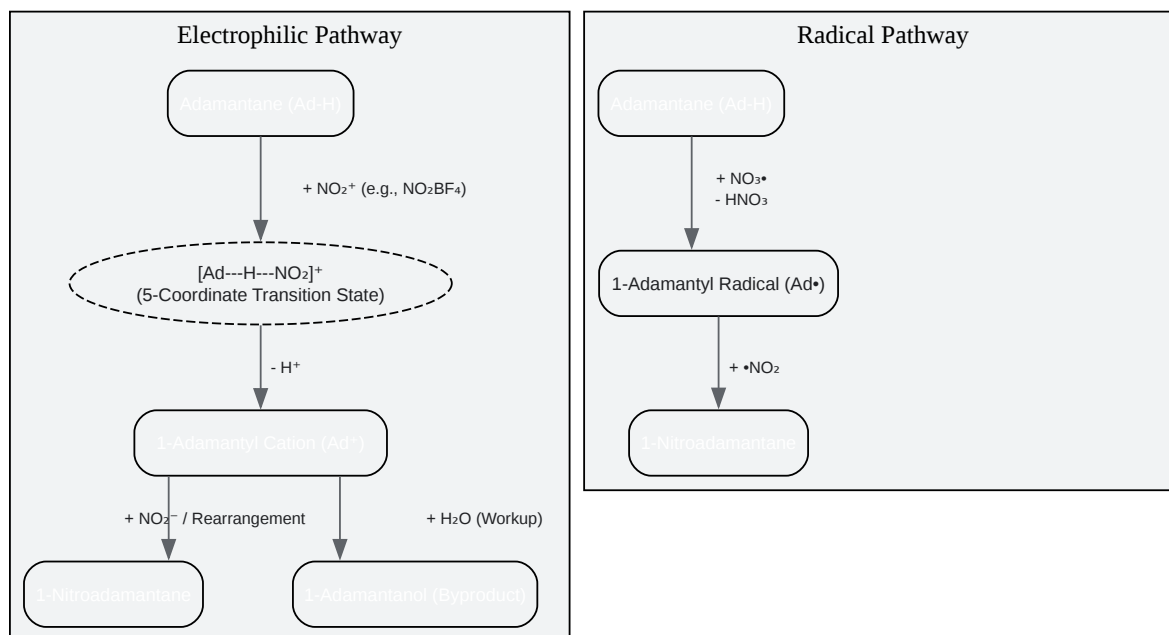 Electrophilic Pathway
Adamantane (Ad-H)
+ NO₂⁺ (e.g., NO₂BF₄)
[Ad---H---NO₂]⁺
(5-Coordinate Transition State)
- H⁺
1-Adamantyl Cation (Ad⁺)
+ NO₂⁻ / Rearrangement
+ H₂O (Workup)
1-Nitroadamantane
1-Adamantanol (Byproduct)
Radical Pathway
Adamantane (Ad-H)
+ NO₃•
- HNO₃
1-Adamantyl Radical (Ad•)
+ •NO₂
1-Nitroadamantane